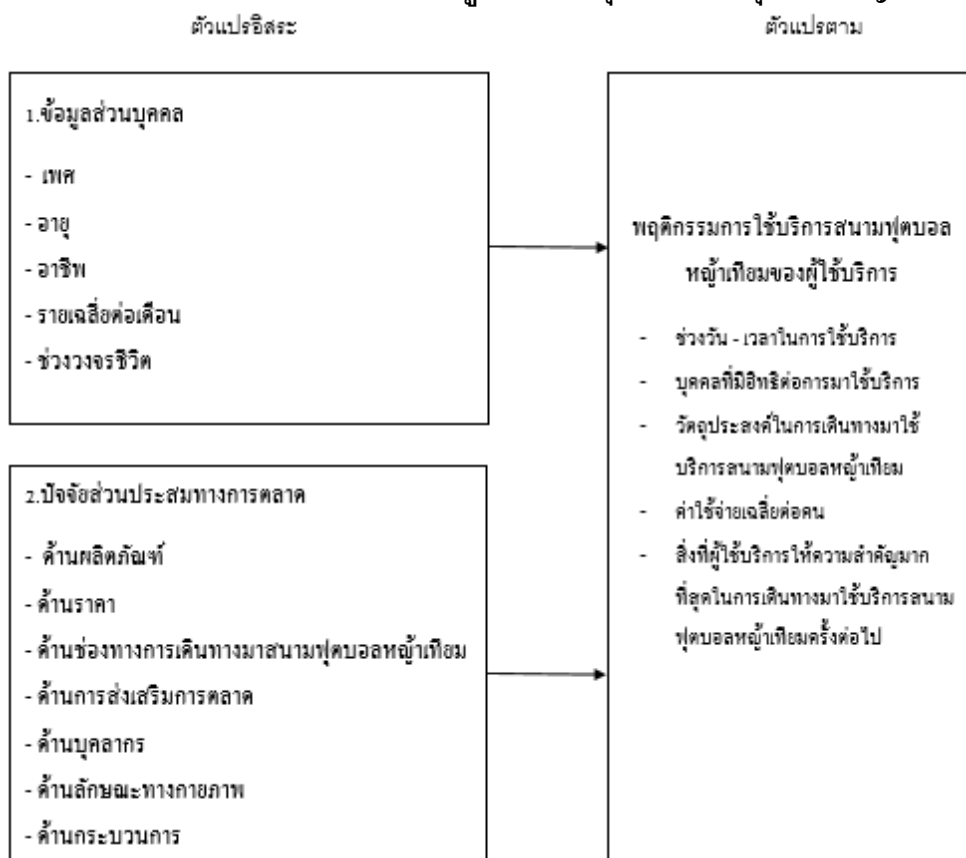 ตัวแปรอิสระ
ตัวแปรตาม
1.ข้อมูลส่วนบุคคล
- เพศ
- อายุ
- อาชีพ
- รายเฉลี่ยต่อเดือน
- ช่วงวงจรชีวิต
2.ปัจจัยส่วนประสมทางการตลาด
- ด้านผลิตภัณฑ์
- ด้านราคา
- ด้านช่องทางการเดินทางมาสนามฟุตบอลหญ้าเทียม
- ด้านการส่งเสริมการตลาด
- ด้านบุคลากร
- ด้านลักษณะทางกายภาพ
- ด้านกระบวนการ
พฤติกรรมการใช้บริการสนามฟุตบอล
หญ้าเทียมของผู้ใช้บริการ
- ช่วงวัน - เวลาในการใช้บริการ
- บุคคลที่มีอิทธิต่อการมาใช้บริการ
- วัตถุประสงค์ในการเดินทางมาใช้
บริการสนามฟุตบอลหญ้าเทียม
- ค่าใช้จ่ายเฉลี่ยต่อคน
- สิ่งที่ผู้ใช้บริการให้ความสำคัญมาก
ที่สุดในการเดินทางมาใช้บริการสนาม
ฟุตบอลหญ้าเทียมครั้งต่อไป